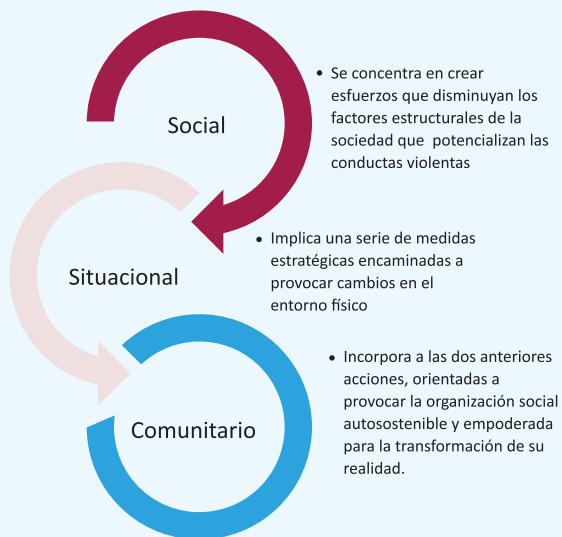 Social
• Se concentra en crear
esfuerzos que disminuyan los
factores estructurales de la
sociedad que potencializan las
conductas violentas
Situacional
• Implica una serie de medidas
estratégicas encaminadas a
provocar cambios en el
entorno físico
Comunitario
• Incorpora a las dos anteriores
acciones, orientadas a
provocar la organización social
autosostenible y empoderada
para la transformación de su
realidad.